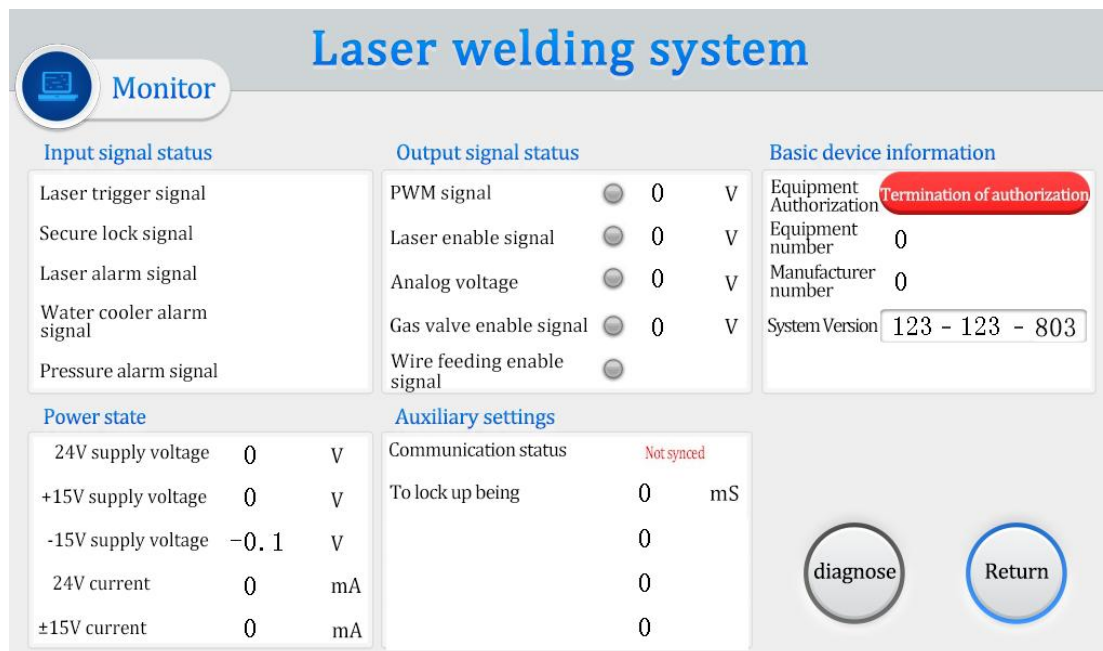 Laser welding system
Monitor
Input signal status
Laser trigger signal
Secure lock signal
Laser alarm signal
Water cooler alarm
signal
Pressure alarm signal
Output signal status
PWM signal 0 V
Laser enable signal 0 V
Analog voltage 0 V
Gas valve enable signal 0 V
Wire feeding enable
signal
Basic device information
Equipment
Authorization
Termination of authorization
Equipment
number
0
Manufacturer
number
0
System Version 123 - 123 - 803
Power state
24V supply voltage 0 V
+15V supply voltage 0 V
-15V supply voltage -0.1 V
24V current 0 mA
±15V current 0 mA
Auxiliary settings
Communication status Not synced
To lock up being 0 mS
0
0
0
diagnose
Return